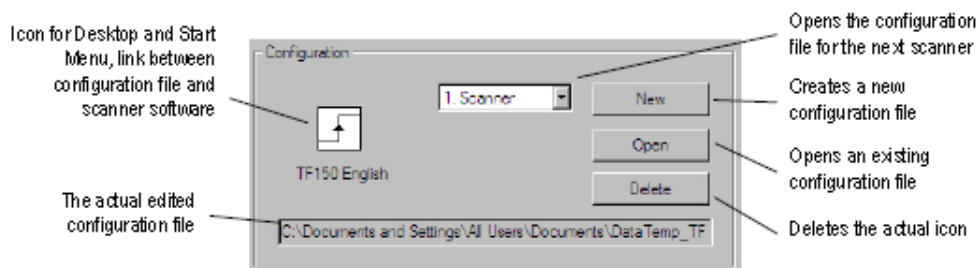 Icon for Desktop and Start
Menu, link between
configuration file and
scanner software
The actual edited
configuration file
Configuration
1. Scanner
New
Open
Delete
TF150 English
C:\Documents and Settings\All Users\Documents\DataTemp_TF
Opens the configuration
file for the next scanner
Creates a new
configuration file
Opens an existing
configuration file
Deletes the actual icon